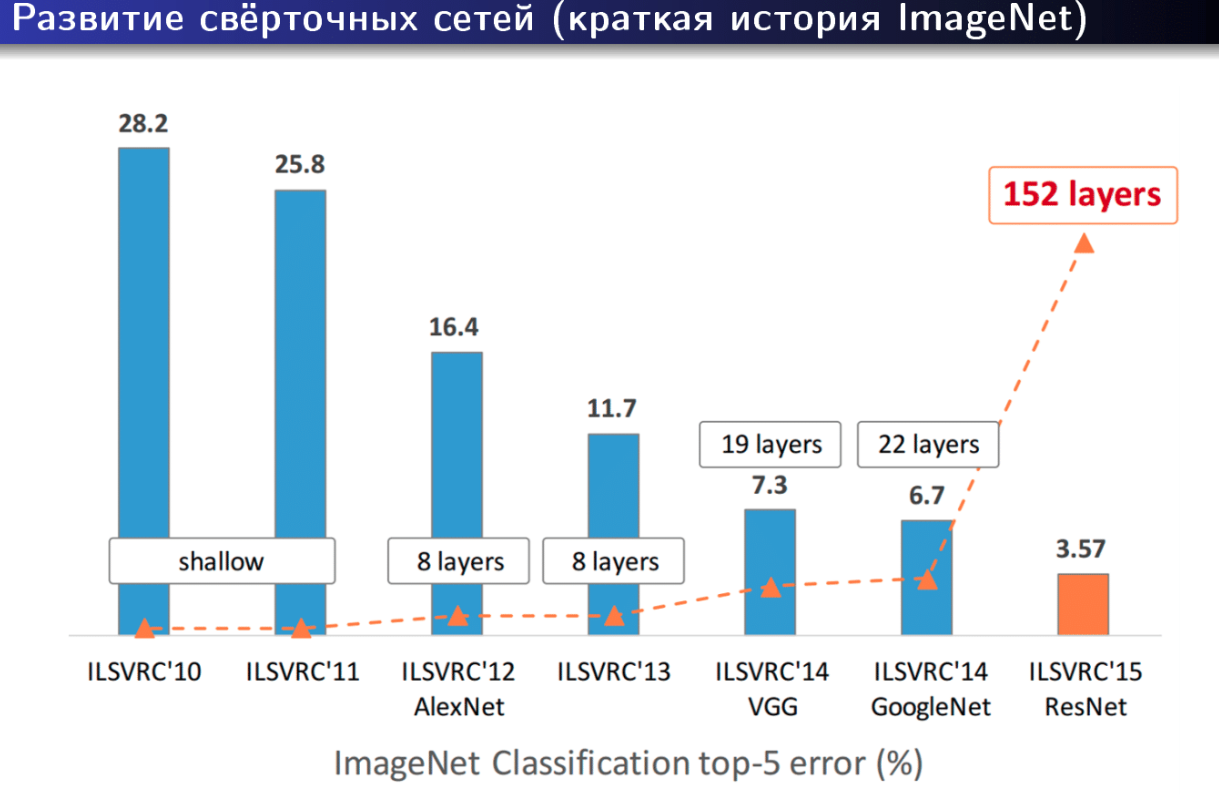 Развитие свёрточных сетей (краткая история ImageNet)
28.2
25.8
152 layers
16.4
11.7
19 layers
22 layers
7.3
6.7
3.57
shallow
8 layers
8 layers
ILSVRC'10
ILSVRC'11
ILSVRC'12
AlexNet
ILSVRC'13
ILSVRC'14
VGG
ILSVRC'14
GoogleNet
ILSVRC'15
ResNet
ImageNet Classification top-5 error (%)